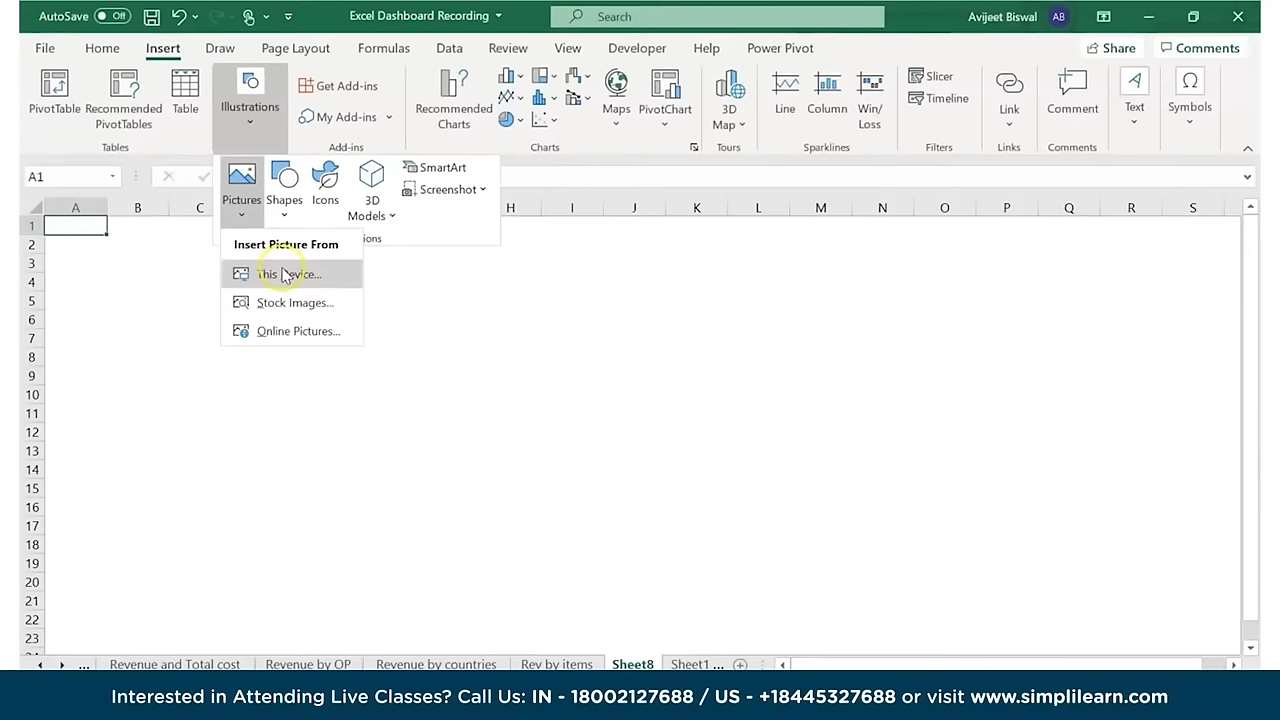 AutoSave Off Excel Dashboard Recording Search Avijeet Biswal AB
File Home Insert Draw Page Layout Formulas Data Review View Developer Help Power Pivot Share Comments
PivotTable Recommended PivotTables Table Illustrations Get Add-ins My Add-ins Recommended Charts Maps PivotChart 3D Map Line Column Win/Loss Slicer Timeline Link Comment Text Symbols
Tables Add-ins Charts Tours Sparklines Filters Links Comments
A1
Pictures Shapes Icons 3D Models SmartArt Screenshot
ions
A B C H I J K L M N O P Q R S
Insert Picture From
This Device...
Stock Images...
Online Pictures...
1
2
3
4
5
6
7
8
9
10
11
12
13
14
15
16
17
18
19
20
21
22
23
... Revenue and Total cost Revenue by OP Revenue by countries Rev by items Sheet8 Sheet1 ...
Interested in Attending Live Classes? Call Us: IN - 18002127688 / US - +18445327688 or visit www.simplilearn.com